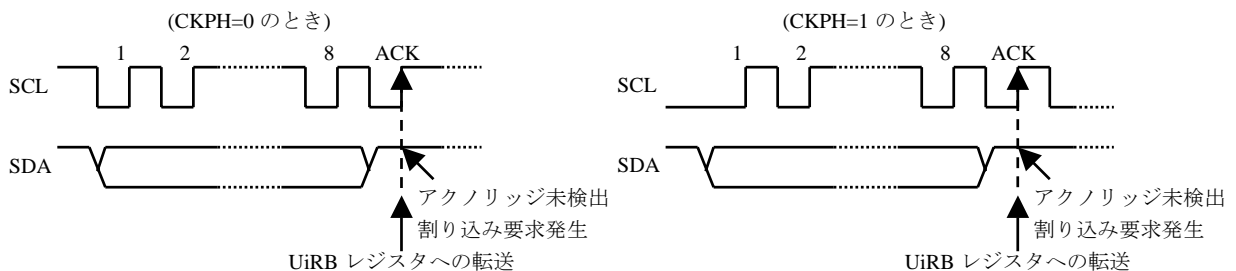 (CKPH=0 のとき)
1 2 8 ACK
SCL
SDA
アクノリッジ未検出
割り込み要求発生
UiRB レジスタへの転送
(CKPH=1 のとき)
1 2 8 ACK
SCL
SDA
アクノリッジ未検出
割り込み要求発生
UiRB レジスタへの転送